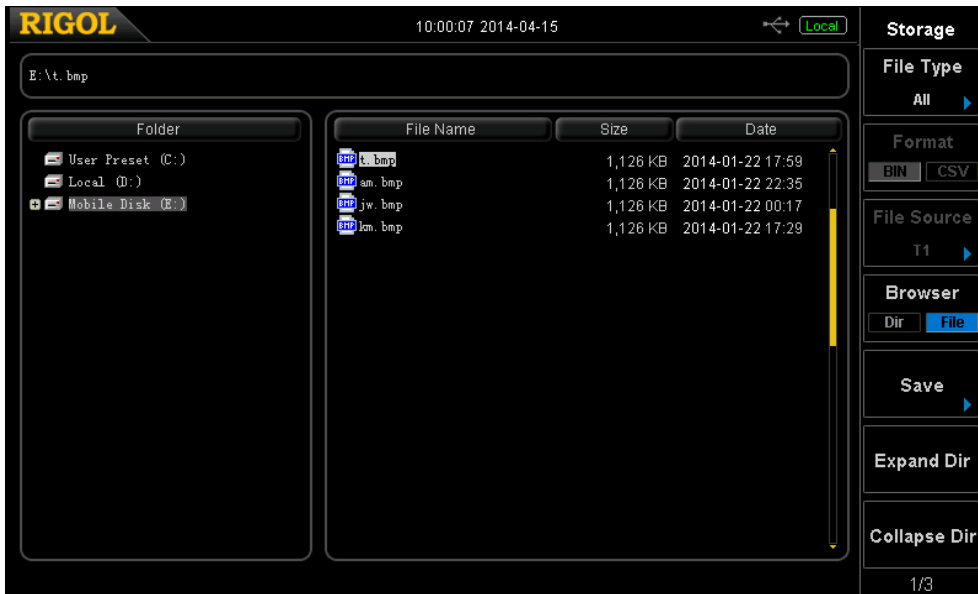 RIGOL
10:00:07 2014-04-15
Local
E:\t.bmp
Folder
User Preset (C:)
Local (D:)
Mobile Disk (E:)
File Name Size Date
BMP t.bmp 1,126 KB 2014-01-22 17:59
BMP am.bmp 1,126 KB 2014-01-22 22:35
BMP jw.bmp 1,126 KB 2014-01-22 00:17
BMP km.bmp 1,126 KB 2014-01-22 17:29
Storage
File Type
All
Format
BIN CSV
File Source
T1
Browser
Dir File
Save
Expand Dir
Collapse Dir
1/3